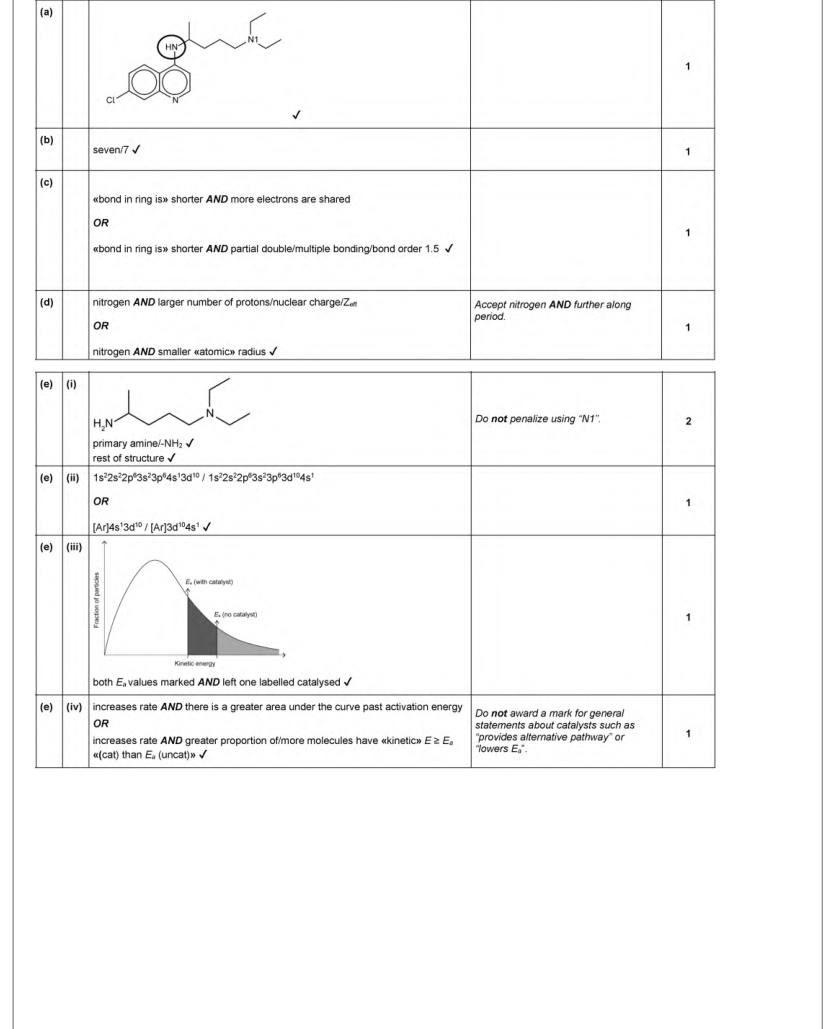 (a)
HN
N1
Cl
N
✓
1
(b)
seven/7 ✓
1
(c)
«bond in ring is» shorter AND more electrons are shared
OR
«bond in ring is» shorter AND partial double/multiple bonding/bond order 1.5 ✓
1
(d)
nitrogen AND larger number of protons/nuclear charge/Zeff
OR
nitrogen AND smaller «atomic» radius ✓
Accept nitrogen AND further along
period.
1
(e) (i)
H₂N
N
primary amine/-NH₂ ✓
rest of structure ✓
Do not penalize using “N1”.
2
(e) (ii)
1s²2s²2p⁶3s²3p⁶4s¹3d¹⁰ / 1s²2s²2p⁶3s²3p⁶3d¹⁰4s¹
OR
[Ar]4s¹3d¹⁰ / [Ar]3d¹⁰4s¹ ✓
1
(e) (iii)
Fraction of particles
Eₐ (with catalyst)
Eₐ (no catalyst)
Kinetic energy
both Eₐ values marked AND left one labelled catalysed ✓
1
(e) (iv)
increases rate AND there is a greater area under the curve past activation energy
OR
increases rate AND greater proportion of/more molecules have «kinetic» E ≥ Eₐ
«(cat) than Eₐ (uncat)» ✓
Do not award a mark for general
statements about catalysts such as
“provides alternative pathway” or
“lowers Eₐ”.
1